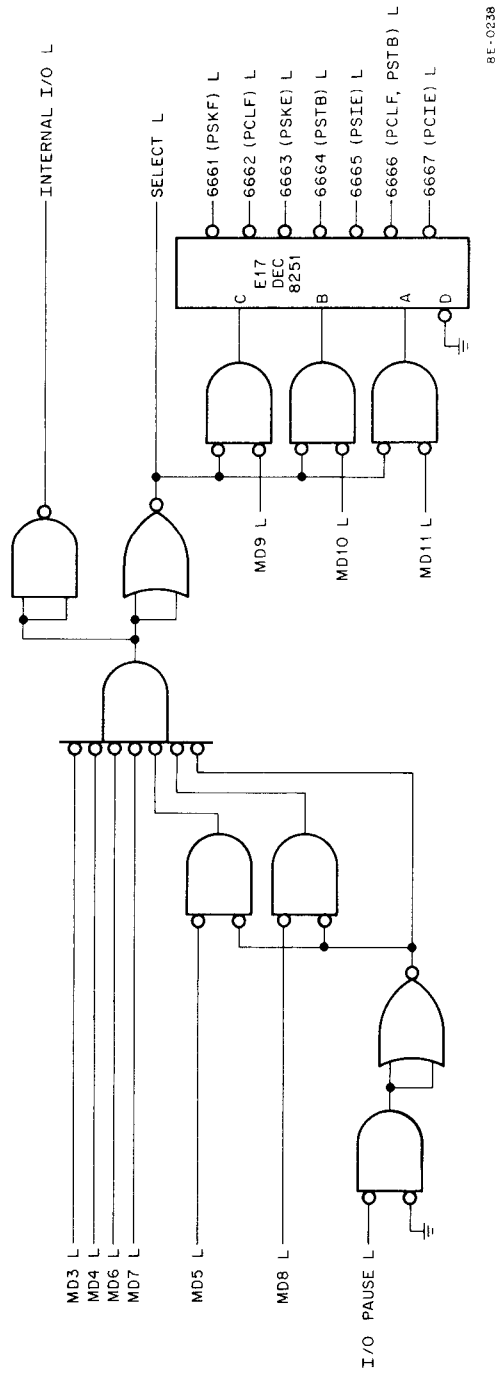 MD3 L
MD4 L
MD6 L
MD7 L
MD5 L
MD8 L
I/O PAUSE L
INTERNAL I/O L
SELECT L
MD9 L
MD10 L
MD11 L
E17
DEC
8251
C
B
A
D
6661 (PSKF) L
6662 (PCLF) L
6663 (PSKE) L
6664 (PSTB) L
6665 (PSIE) L
6666 (PCLF, PSTB) L
6667 (PCIE) L
8E-0238